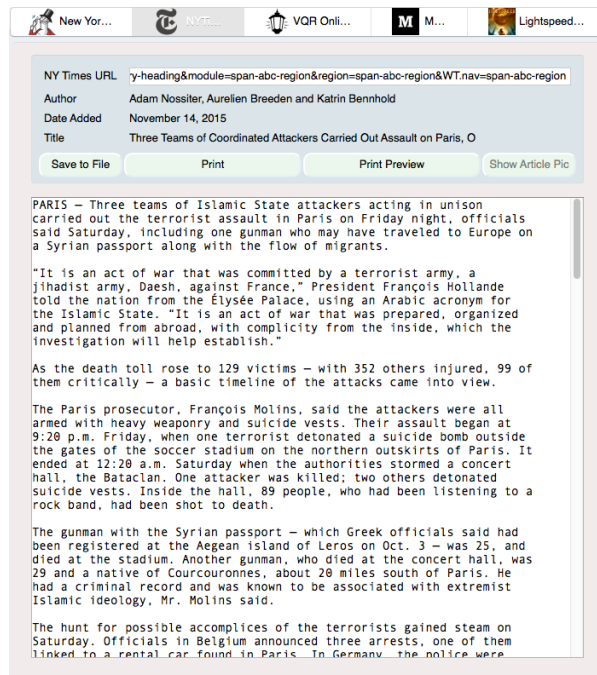 New Yor...
NYTi...
VQR Onli...
M...
Lightspeed...
NY Times URL ry-heading&module=span-abc-region&region=span-abc-region&WT.nav=span-abc-region
Author Adam Nossiter, Aurelien Breeden and Katrin Bennhold
Date Added November 14, 2015
Title Three Teams of Coordinated Attackers Carried Out Assault on Paris, O
Save to File Print Print Preview Show Article Pic
PARIS — Three teams of Islamic State attackers acting in unison
carried out the terrorist assault in Paris on Friday night, officials
said Saturday, including one gunman who may have traveled to Europe on
a Syrian passport along with the flow of migrants.
“It is an act of war that was committed by a terrorist army, a
jihadist army, Daesh, against France,” President François Hollande
told the nation from the Élysée Palace, using an Arabic acronym for
the Islamic State. “It is an act of war that was prepared, organized
and planned from abroad, with complicity from the inside, which the
investigation will help establish.”
As the death toll rose to 129 victims — with 352 others injured, 99 of
them critically — a basic timeline of the attacks came into view.
The Paris prosecutor, François Molins, said the attackers were all
armed with heavy weaponry and suicide vests. Their assault began at
9:20 p.m. Friday, when one terrorist detonated a suicide bomb outside
the gates of the soccer stadium on the northern outskirts of Paris. It
ended at 12:20 a.m. Saturday when the authorities stormed a concert
hall, the Bataclan. One attacker was killed; two others detonated
suicide vests. Inside the hall, 89 people, who had been listening to a
rock band, had been shot to death.
The gunman with the Syrian passport — which Greek officials said had
been registered at the Aegean island of Leros on Oct. 3 — was 25, and
died at the stadium. Another gunman, who died at the concert hall, was
29 and a native of Courcouronnes, about 20 miles south of Paris. He
had a criminal record and was known to be associated with extremist
Islamic ideology, Mr. Molins said.
The hunt for possible accomplices of the terrorists gained steam on
Saturday. Officials in Belgium announced three arrests, one of them
linked to a rental car found in Paris. In Germany, the police were